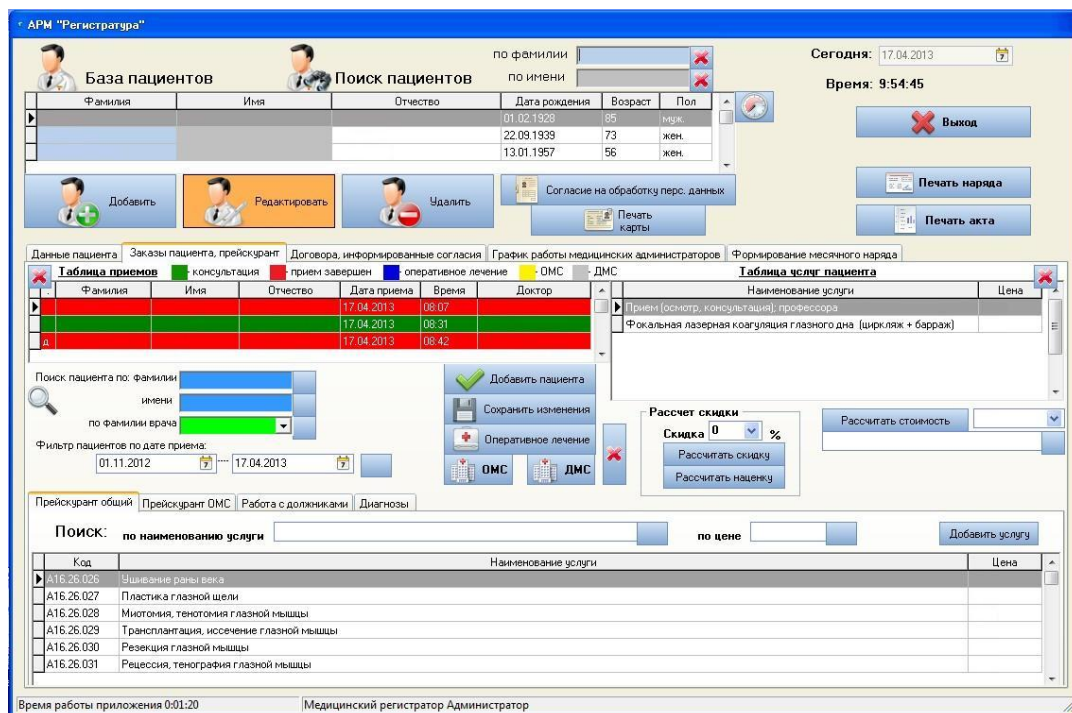 АРМ "Регистратура"
База пациентов
Поиск пациентов
по фамилии
по имени
Сегодня: 17.04.2013
Время: 9:54:45
Фамилия Имя Отчество Дата рождения Возраст Пол
01.02.1928 85 муж.
22.09.1939 73 жен.
13.01.1957 56 жен.
Выход
Добавить
Редактировать
Удалить
Согласие на обработку перс. данных
Печать карты
Печать наряда
Печать акта
Данные пациента Заказы пациента, прейскурант Договора, информированные согласия График работы медицинских администраторов Формирование месячного наряда
Таблица приемов - консультация - прием завершен - оперативное лечение - ОМС - ДМС
Таблица услуг пациента
. Фамилия Имя Отчество Дата приема Время Доктор
17.04.2013 08:07
17.04.2013 08:31
д 17.04.2013 08:42
Наименование услуги Цена
Прием (осмотр, консультация); профессора
Фокальная лазерная коагуляция глазного дна (циркляж + барраж)
Поиск пациента по: фамилии
имени
по фамилии врача
Фильтр пациентов по дате приема:
01.11.2012 ---- 17.04.2013
Добавить пациента
Сохранить изменения
Оперативное лечение
ОМС ДМС
Рассчет скидки
Скидка 0 %
Рассчитать скидку
Рассчитать наценку
Рассчитать стоимость
Прейскурант общий Прейскурант ОМС Работа с должниками Диагнозы
Поиск: по наименованию услуги по цене Добавить услугу
Код Наименование услуги Цена
A16.26.026 Ушивание раны века
A16.26.027 Пластика глазной щели
A16.26.028 Миотомия, тенотомия глазной мышцы
A16.26.029 Трансплантация, иссечение глазной мышцы
A16.26.030 Резекция глазной мышцы
A16.26.031 Рецессия, тенография глазной мышцы
Время работы приложения 0:01:20 Медицинский регистратор Администратор